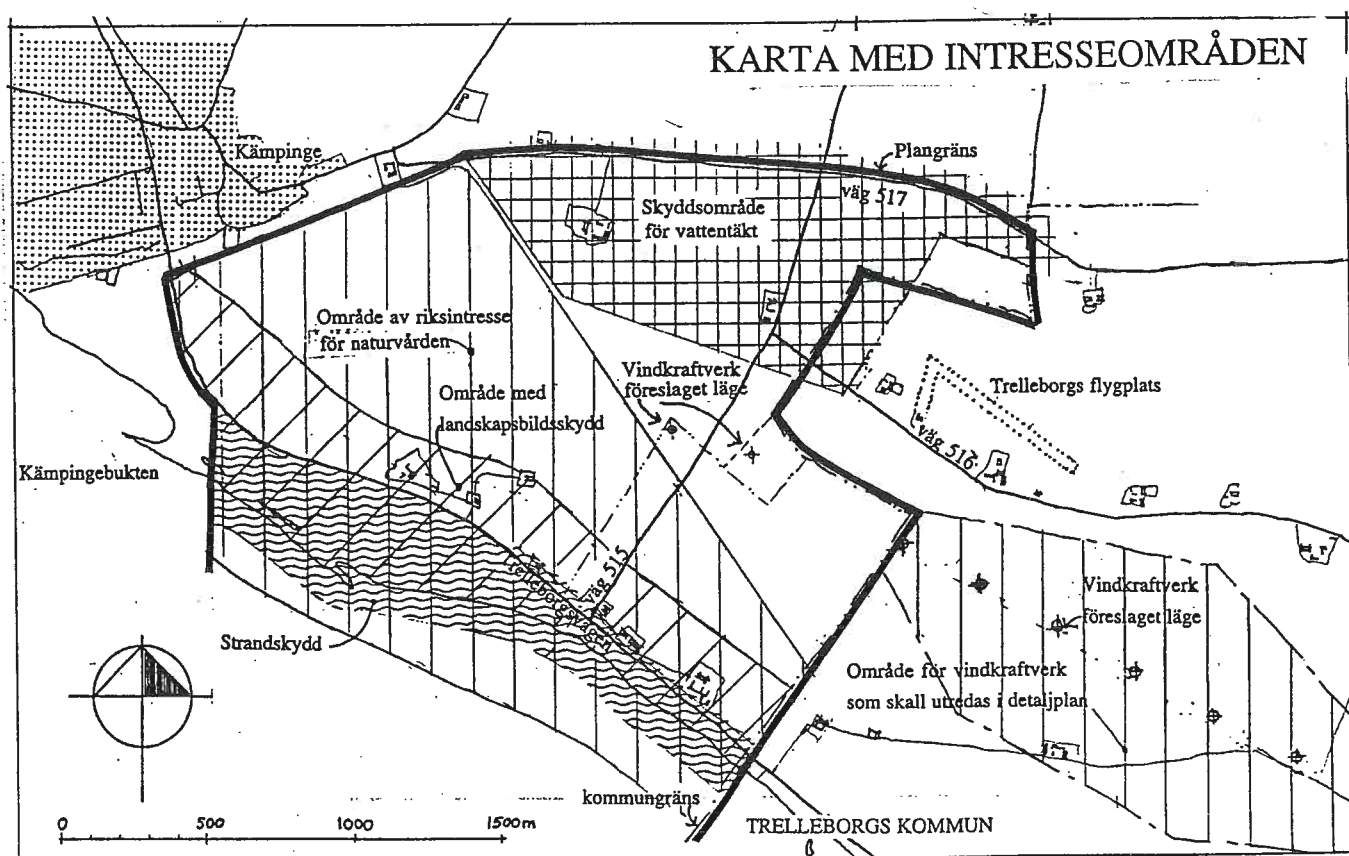 KARTA MED INTRESSEOMRÅDEN
Kämpinge
Plangräns
väg 517
Skyddsområde
för vattentäkt
Område av riksintresse
för naturvården
Vindkraftverk
föreslaget läge
Trelleborgs flygplats
Område med
landskapsbildsskydd
väg 516
Kämpingebukten
väg 515
Trelleborgsvägen
Vindkraftverk
föreslaget läge
Strandskydd
Område för vindkraftverk
som skall utredas i detaljplan
kommungräns
TRELLEBORGS KOMMUN
0 500 1000 1500m